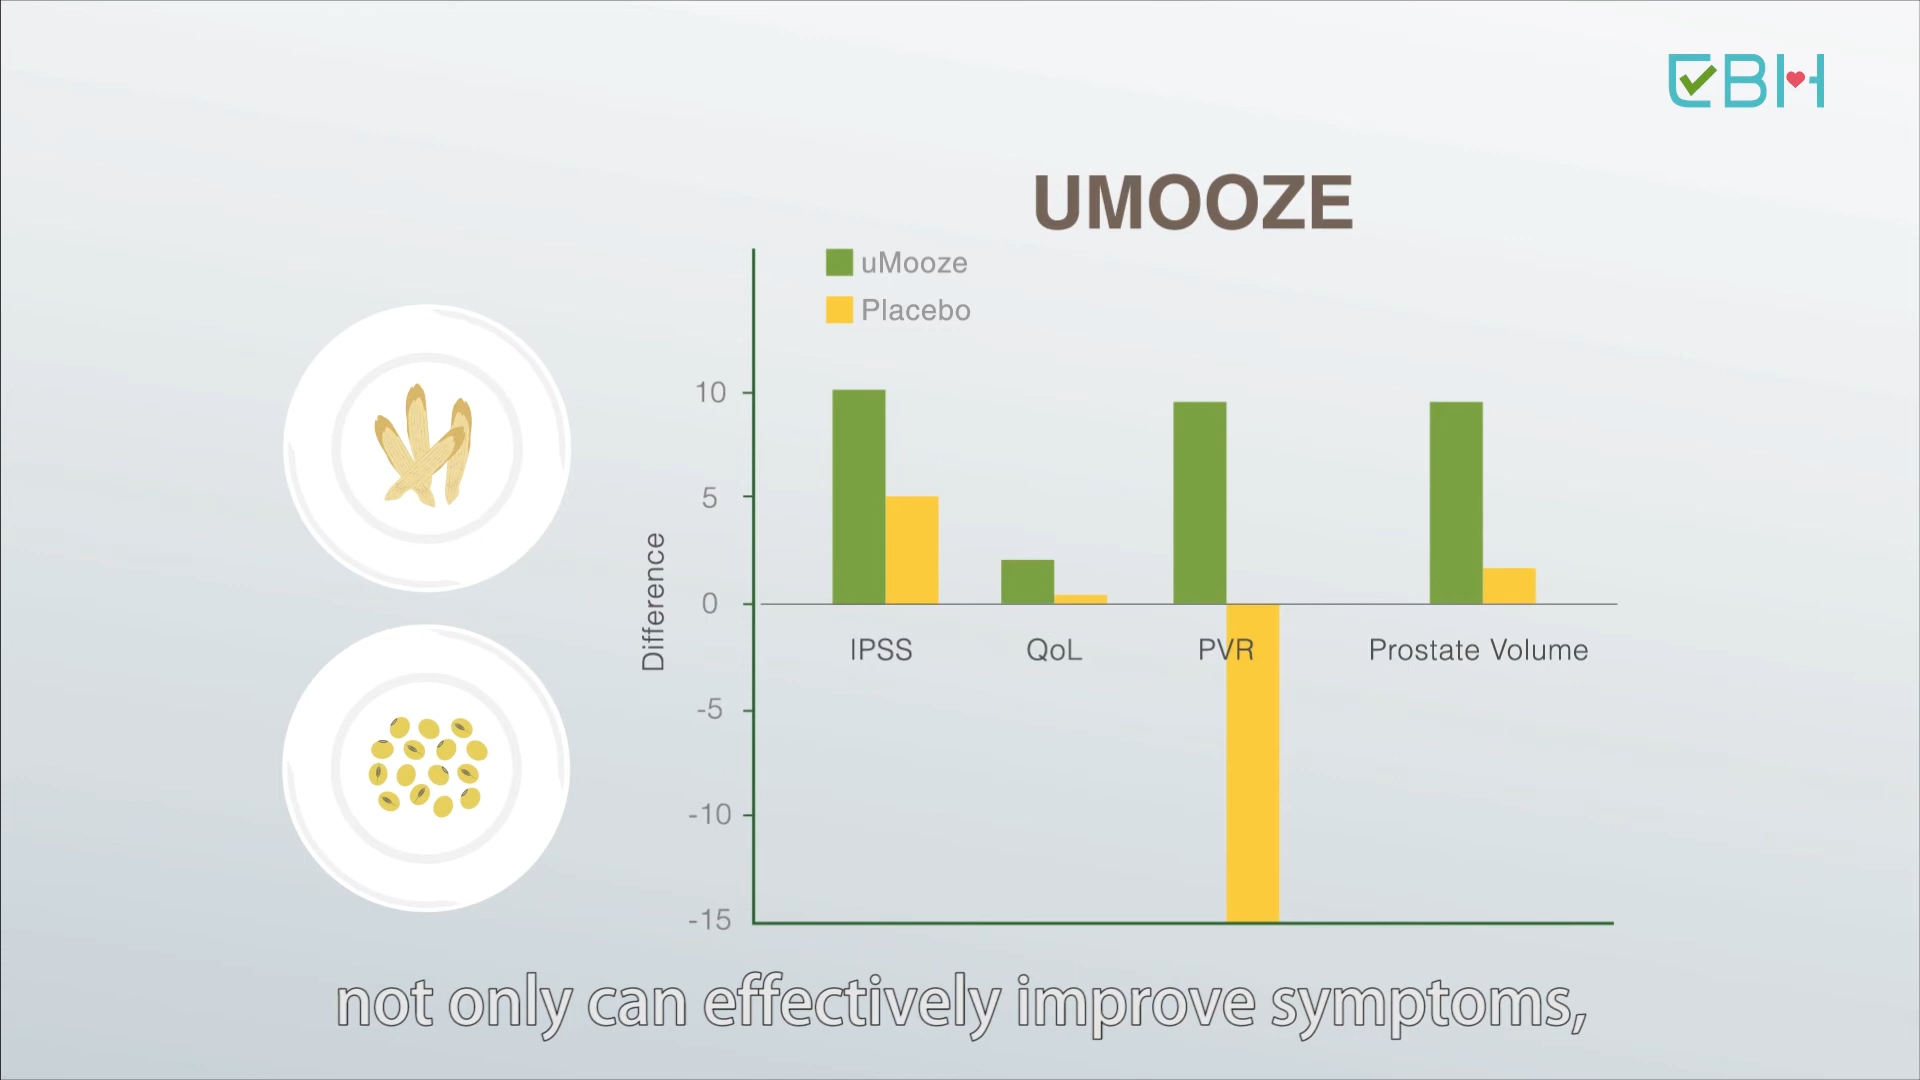 EBH
UMOOZE
uMooze
Placebo
10
5
0
-5
-10
-15
Difference
IPSS
QoL
PVR
Prostate Volume
not only can effectively improve symptoms,